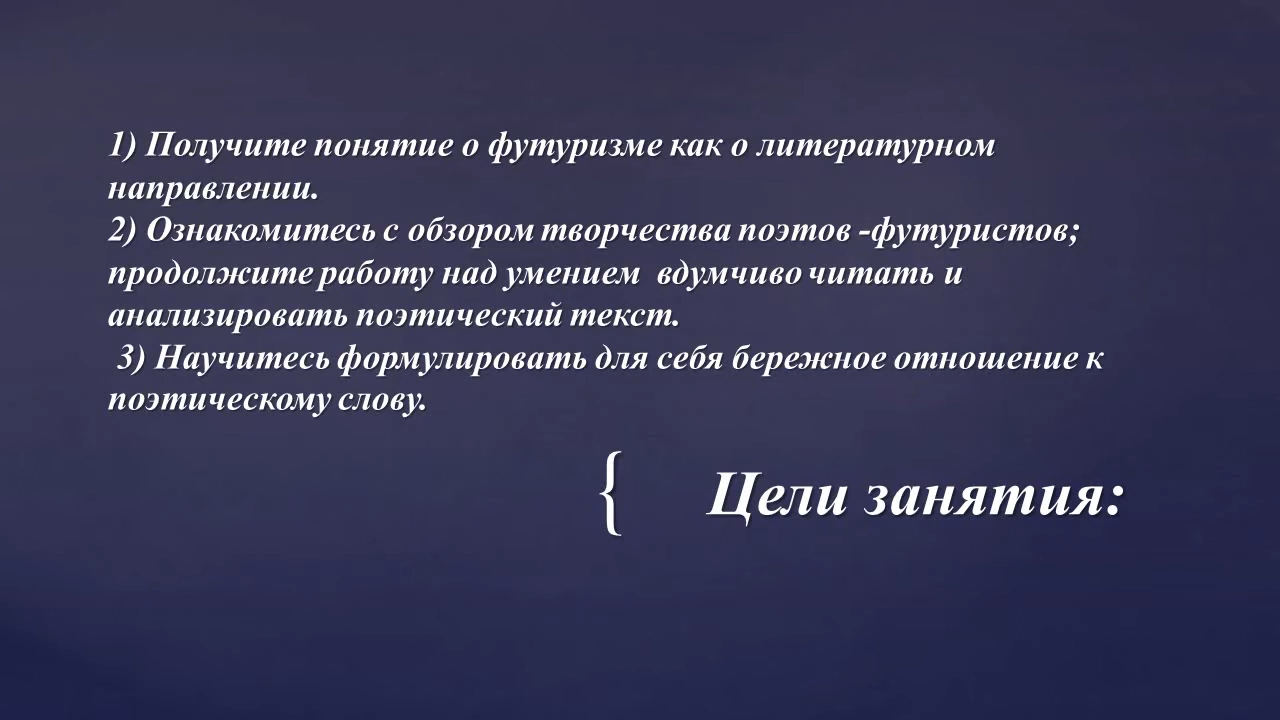 1) Получите понятие о футуризме как о литературном
направлении.
2) Ознакомитесь с обзором творчества поэтов -футуристов;
продолжите работу над умением вдумчиво читать и
анализировать поэтический текст.
3) Научитесь формулировать для себя бережное отношение к
поэтическому слову.
{ Цели занятия: